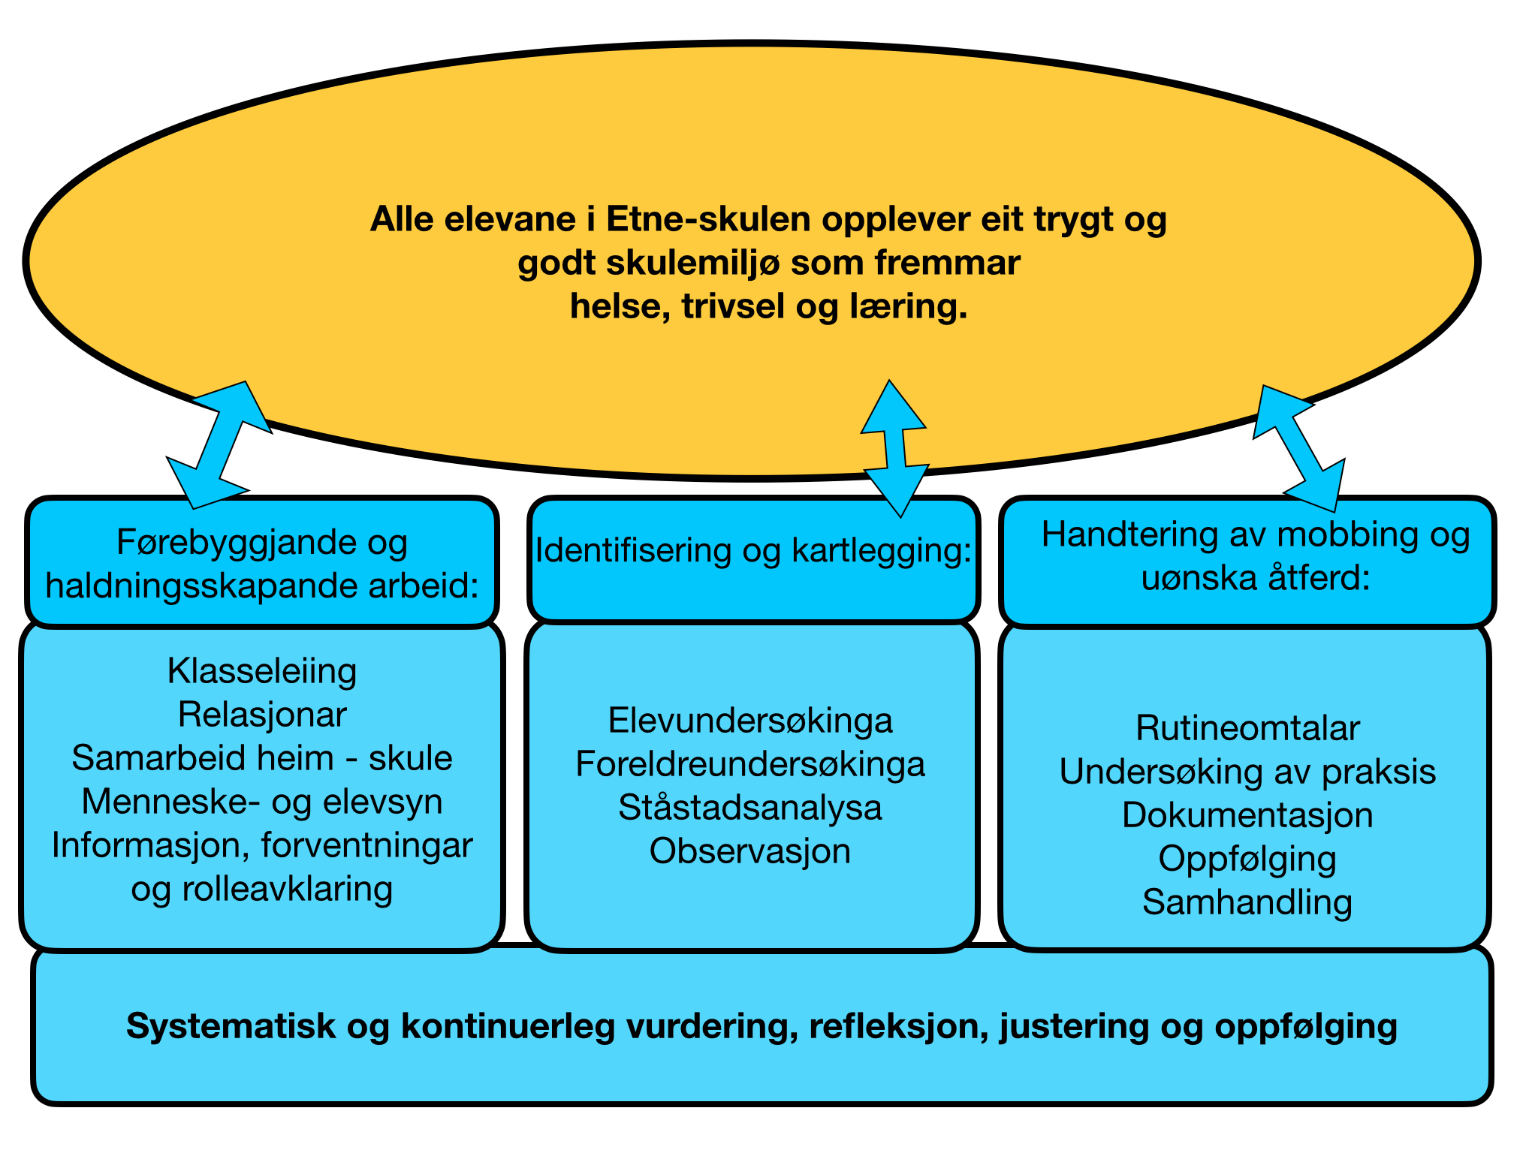 Alle elevane i Etne-skulen opplever eit trygt og
godt skulemiljø som fremmar
helse, trivsel og læring.
Førebyggjande og
haldningsskapande arbeid:
Klasseleiing
Relasjonar
Samarbeid heim - skule
Menneske- og elevsyn
Informasjon, forventningar
og rolleavklaring
Identifisering og kartlegging:
Elevundersøkinga
Foreldreundersøkinga
Ståstadsanalysa
Observasjon
Handtering av mobbing og
uønska åtferd:
Rutineomtalar
Undersøking av praksis
Dokumentasjon
Oppfølging
Samhandling
Systematisk og kontinuerleg vurdering, refleksjon, justering og oppfølging